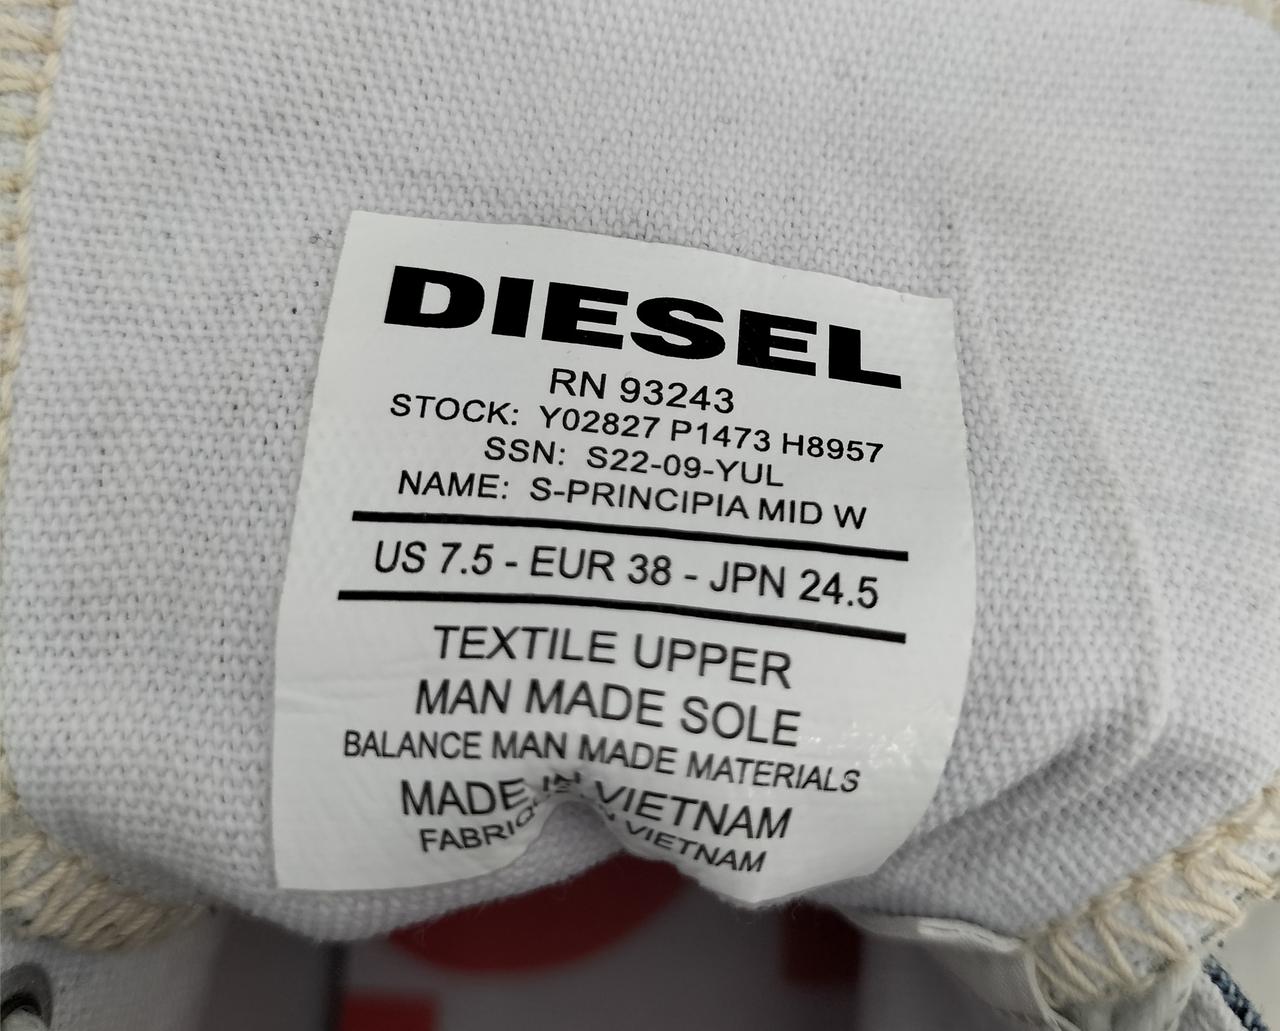 DIESEL
RN 93243
STOCK: Y02827 P1473 H8957
SSN: S22-09-YUL
NAME: S-PRINCIPIA MID W
US 7.5 - EUR 38 - JPN 24.5
TEXTILE UPPER
MAN MADE SOLE
BALANCE MAN MADE MATERIALS
MADE IN VIETNAM
VIETNAM